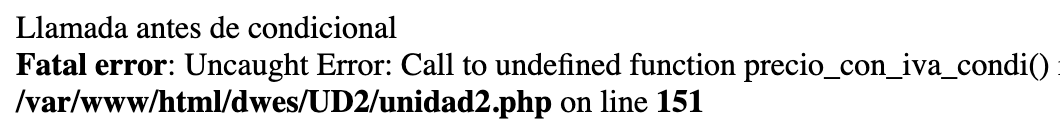 Llamada antes de condicional
Fatal error: Uncaught Error: Call to undefined function precio_con_iva_condi()
/var/www/html/dwes/UD2/unidad2.php on line 151